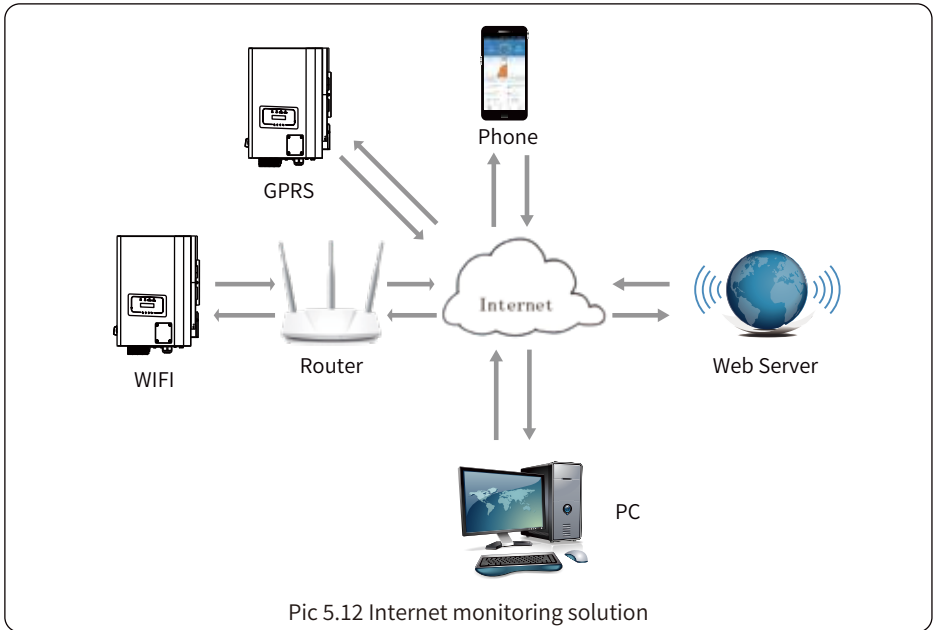 Phone
GPRS
Internet
WIFI
Router
Web Server
PC
Pic 5.12 Internet monitoring solution